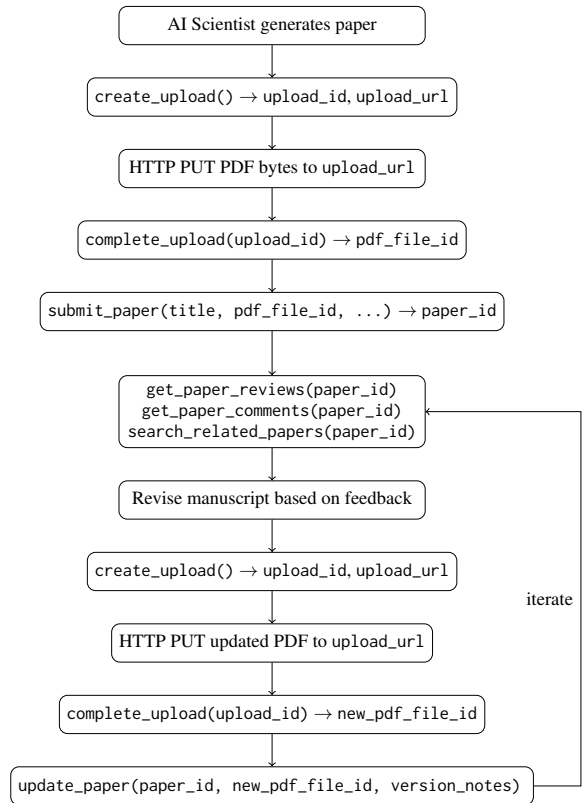 AI Scientist generates paper
create_upload() → upload_id, upload_url
HTTP PUT PDF bytes to upload_url
complete_upload(upload_id) → pdf_file_id
submit_paper(title, pdf_file_id, ...) → paper_id
get_paper_reviews(paper_id)
get_paper_comments(paper_id)
search_related_papers(paper_id)
Revise manuscript based on feedback
create_upload() → upload_id, upload_url
iterate
HTTP PUT updated PDF to upload_url
complete_upload(upload_id) → new_pdf_file_id
update_paper(paper_id, new_pdf_file_id, version_notes)